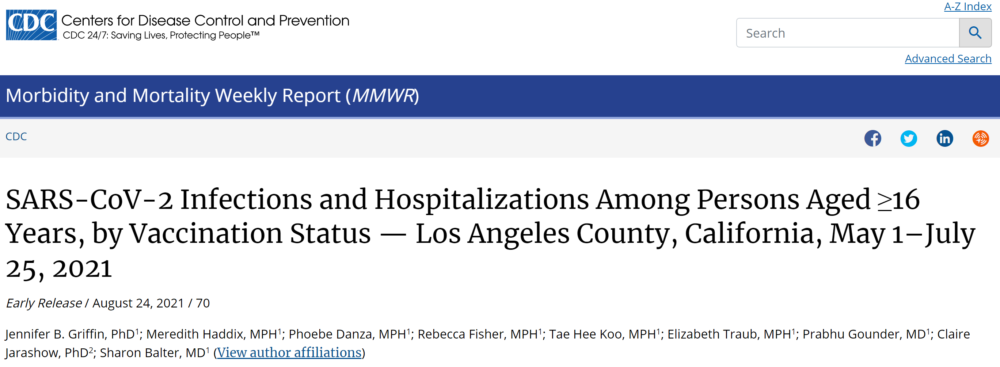 A-Z Index
CDC Centers for Disease Control and Prevention
CDC 24/7: Saving Lives, Protecting People™
Search
Advanced Search
Morbidity and Mortality Weekly Report (MMWR)
CDC
SARS-CoV-2 Infections and Hospitalizations Among Persons Aged ≥16
Years, by Vaccination Status — Los Angeles County, California, May 1–July
25, 2021
Early Release / August 24, 2021 / 70
Jennifer B. Griffin, PhD¹; Meredith Haddix, MPH¹; Phoebe Danza, MPH¹; Rebecca Fisher, MPH¹; Tae Hee Koo, MPH¹; Elizabeth Traub, MPH¹; Prabhu Gounder, MD¹; Claire
Jarashow, PhD²; Sharon Balter, MD¹ (View author affiliations)